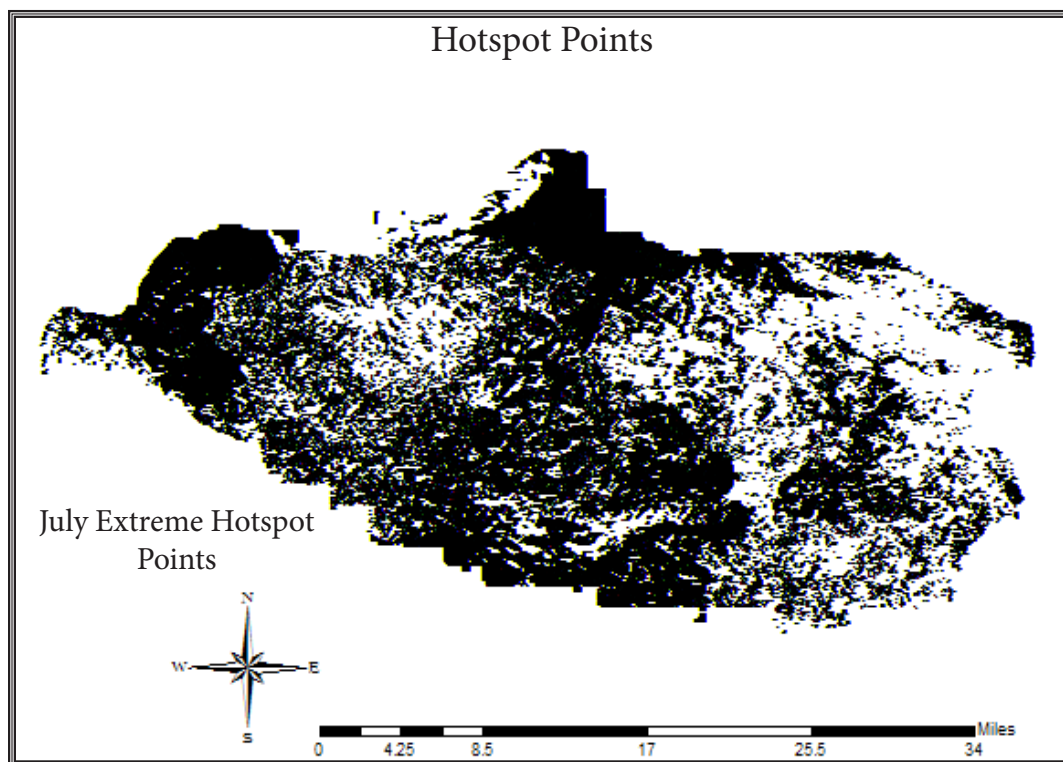 Hotspot Points
July Extreme Hotspot
Points
N
W E
S
Miles
0 4.25 8.5 17 25.5 34